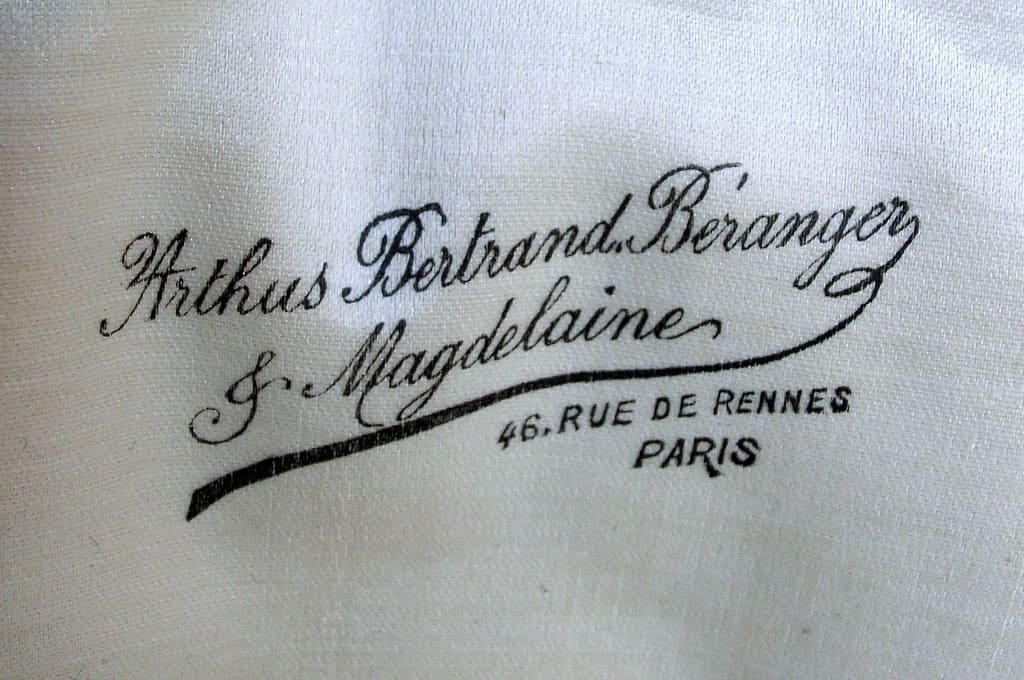 Arthus Bertrand, Béranger
& Magdelaine
46, RUE DE RENNES
PARIS